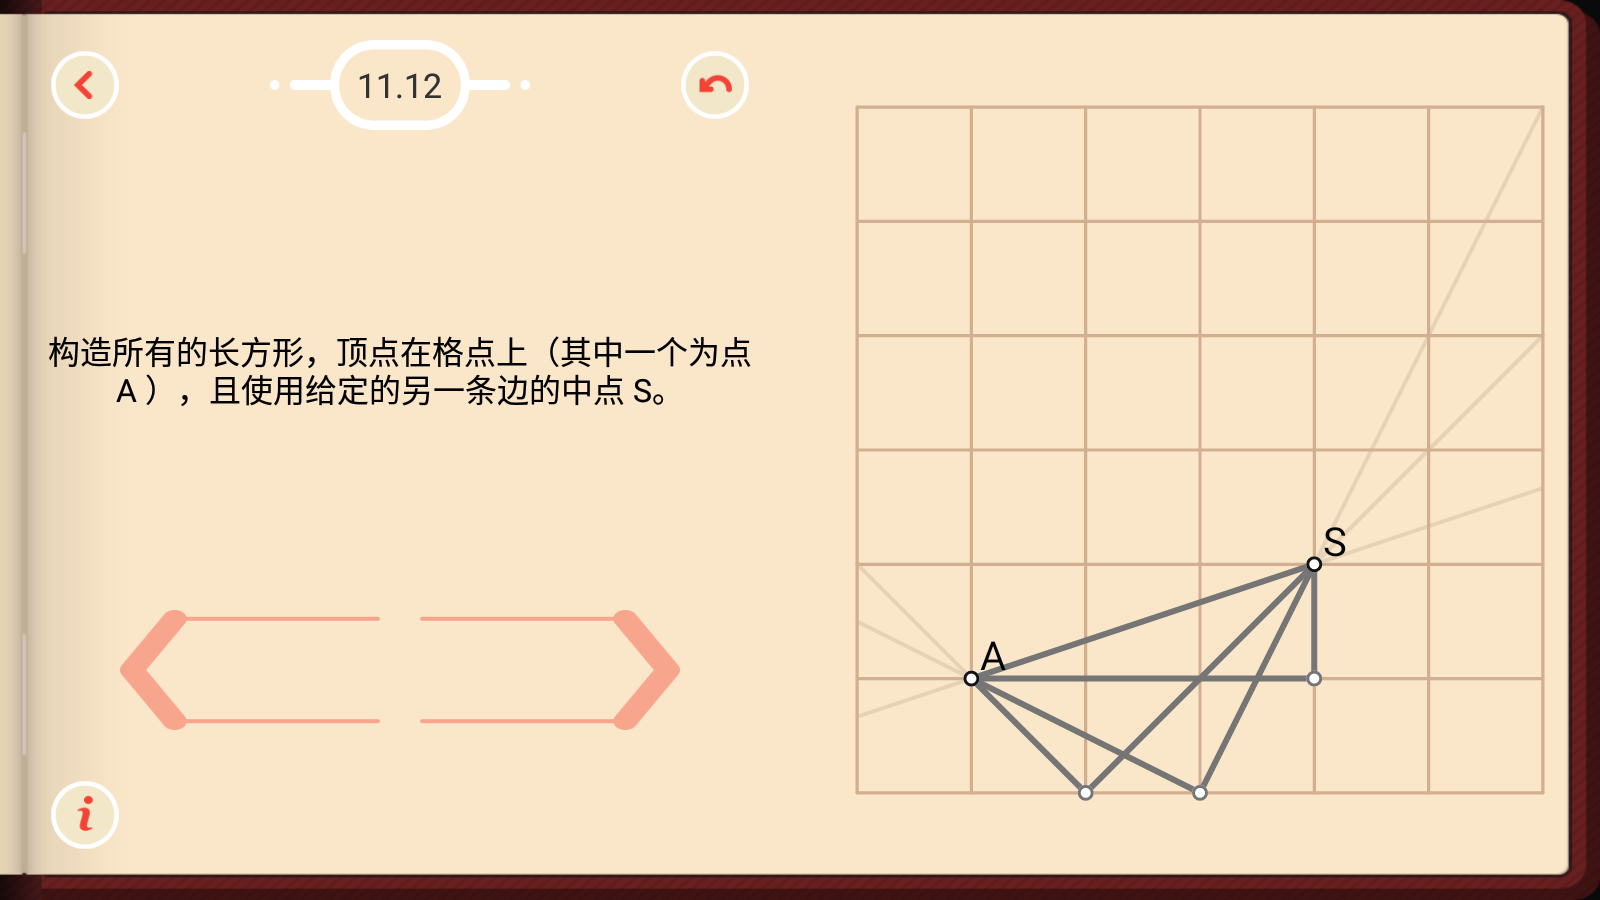 11.12
构造所有的长方形，顶点在格点上（其中一个为点
A ），且使用给定的另一条边的中点 S。
S
A
i